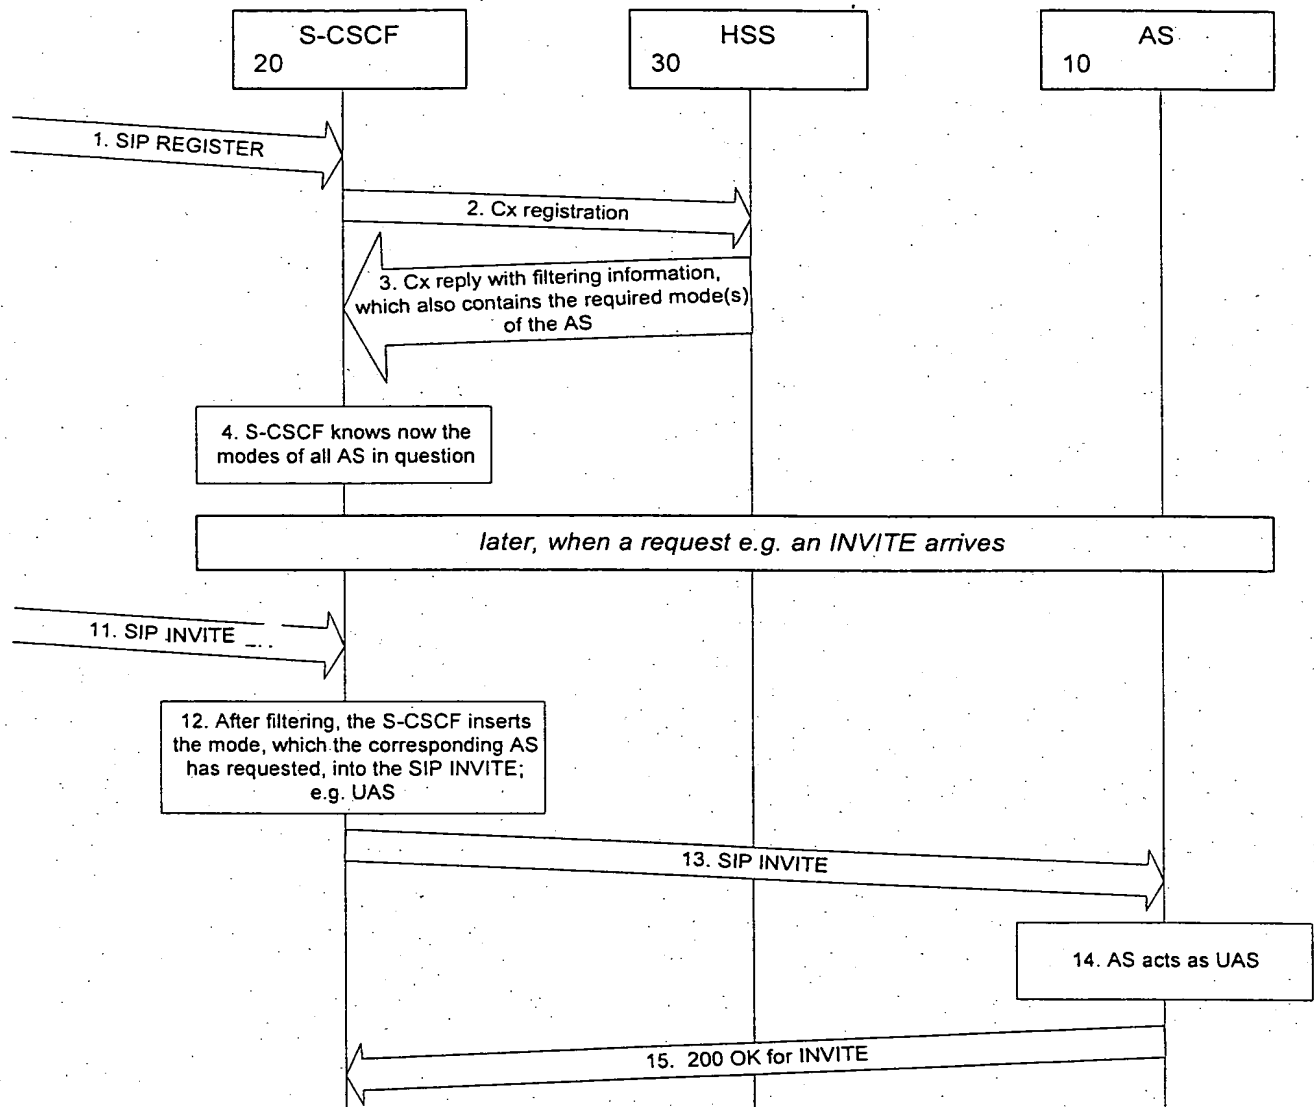 S-CSCF
20
HSS
30
AS
10
1. SIP REGISTER
2. Cx registration
3. Cx reply with filtering information,
which also contains the required mode(s)
of the AS
4. S-CSCF knows now the
modes of all AS in question
later, when a request e.g. an INVITE arrives
11. SIP INVITE
12. After filtering, the S-CSCF inserts
the mode, which the corresponding AS
has requested, into the SIP INVITE;
e.g. UAS
13. SIP INVITE
14. AS acts as UAS
15. 200 OK for INVITE